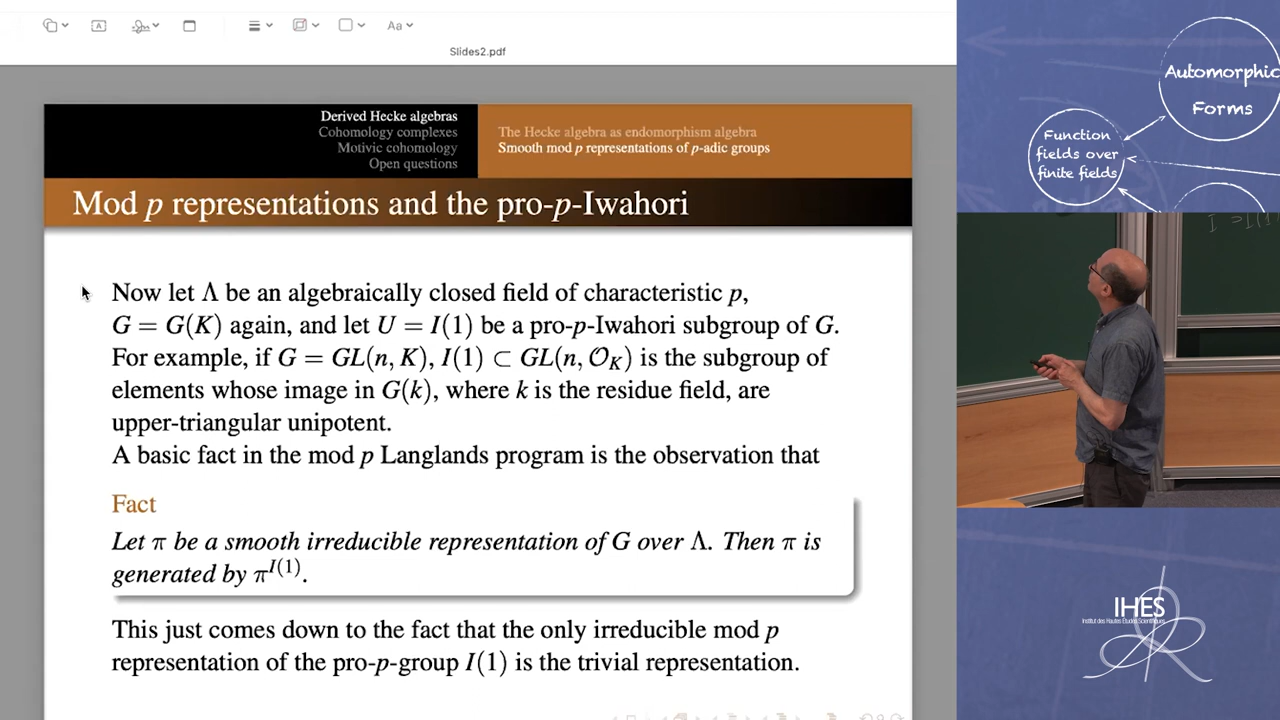 Aa
Slides2.pdf
Derived Hecke algebras
Cohomology complexes
Motivic cohomology
Open questions
The Hecke algebra as endomorphism algebra
Smooth mod p representations of p-adic groups
Mod p representations and the pro-p-Iwahori
Now let Λ be an algebraically closed field of characteristic p,
G = G(K) again, and let U = I(1) be a pro-p-Iwahori subgroup of G.
For example, if G = GL(n, K), I(1) ⊂ GL(n, 𝒪_K) is the subgroup of
elements whose image in G(k), where k is the residue field, are
upper-triangular unipotent.
A basic fact in the mod p Langlands program is the observation that
Fact
Let π be a smooth irreducible representation of G over Λ. Then π is
generated by π^{I(1)}.
This just comes down to the fact that the only irreducible mod p
representation of the pro-p-group I(1) is the trivial representation.
Automorphic
Forms
Function
fields over
finite fields
IHES
Institut des Hautes Études Scientifiques